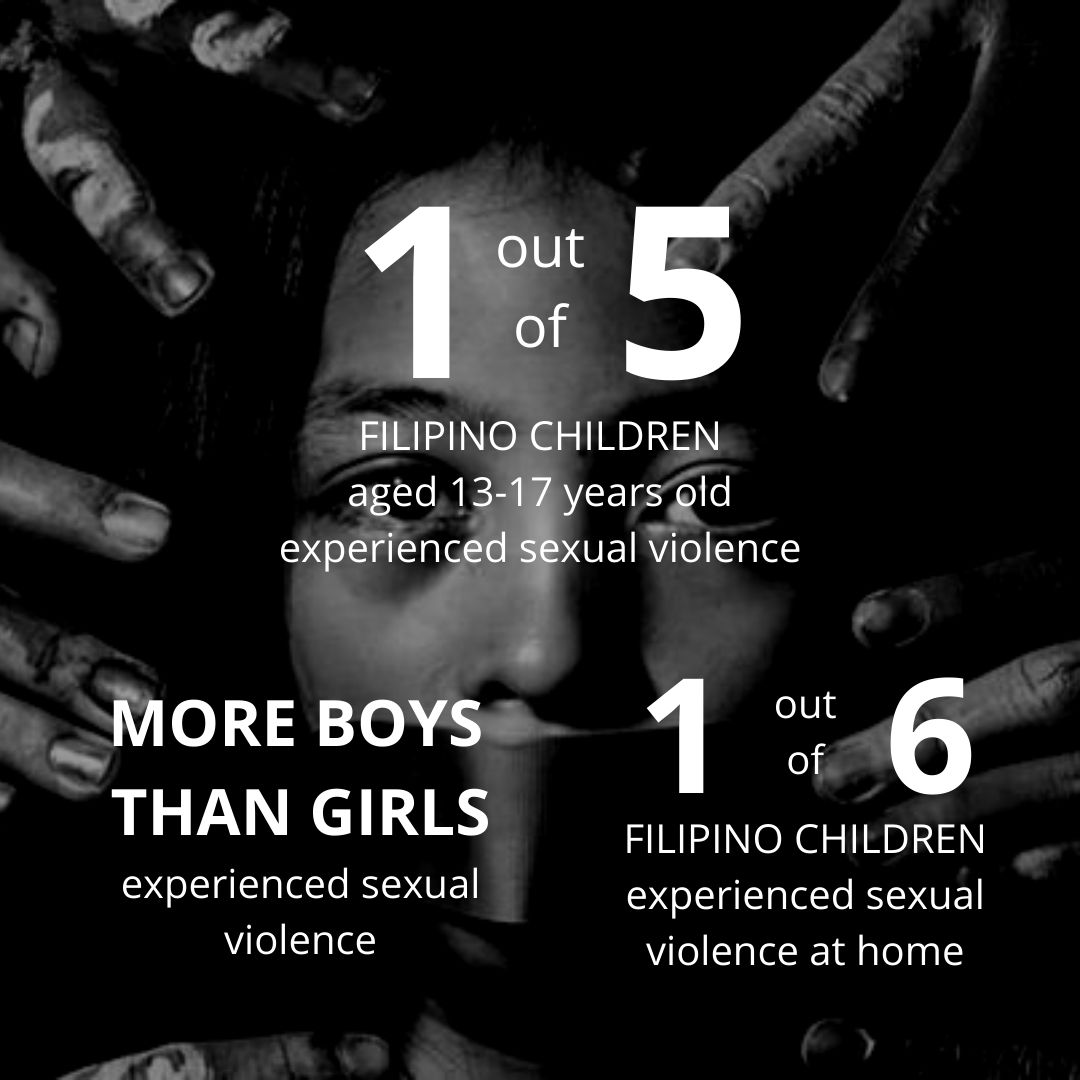 1 out of 5
FILIPINO CHILDREN
aged 13-17 years old
experienced sexual violence
MORE BOYS
THAN GIRLS
experienced sexual
violence
1 out of 6
FILIPINO CHILDREN
experienced sexual
violence at home